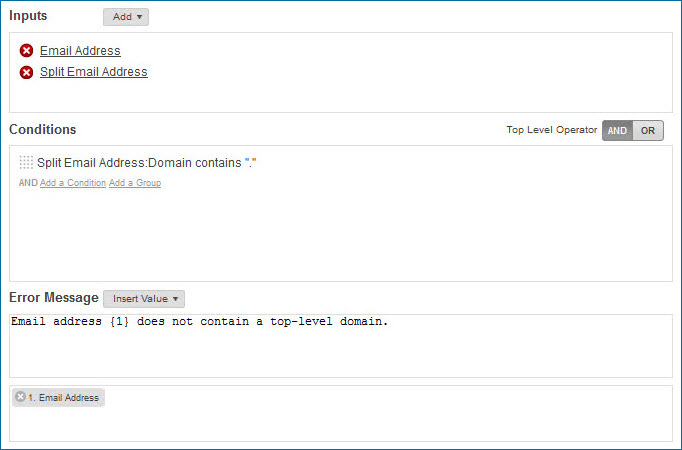 Inputs Add
Email Address
Split Email Address
Conditions Top Level Operator AND OR
Split Email Address:Domain contains "."
AND Add a Condition Add a Group
Error Message Insert Value
Email address {1} does not contain a top-level domain.
1. Email Address